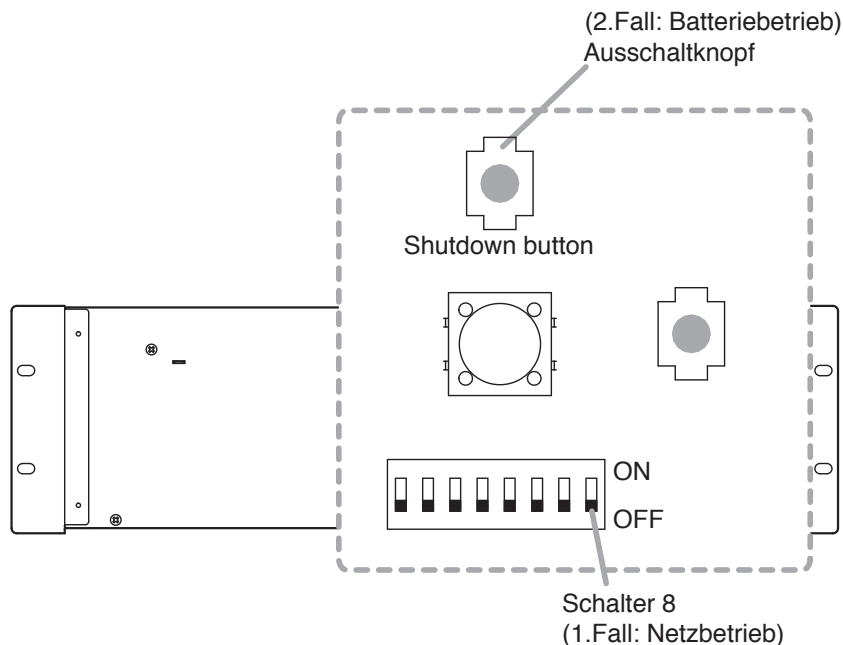 (2.Fall: Batteriebetrieb)
Ausschaltknopf
Shutdown button
ON
OFF
Schalter 8
(1.Fall: Netzbetrieb)